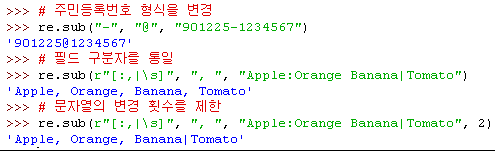 >>> # 주민등록번호 형식을 변경
>>> re.sub("-", "@", "901225-1234567")
'901225@1234567'
>>> # 필드 구분자를 통일
>>> re.sub(r"[:,|\s]", ", ", "Apple:Orange Banana|Tomato")
'Apple, Orange, Banana, Tomato'
>>> # 문자열의 변경 횟수를 제한
>>> re.sub(r"[:,|\s]", ", ", "Apple:Orange Banana|Tomato", 2)
'Apple, Orange, Banana|Tomato'